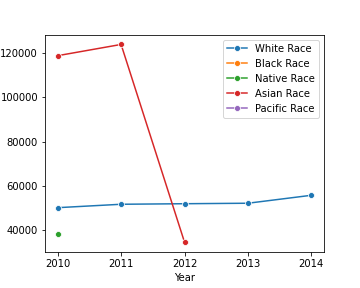 120000
100000
80000
60000
40000
White Race
Black Race
Native Race
Asian Race
Pacific Race
2010 2011 2012 2013 2014
Year